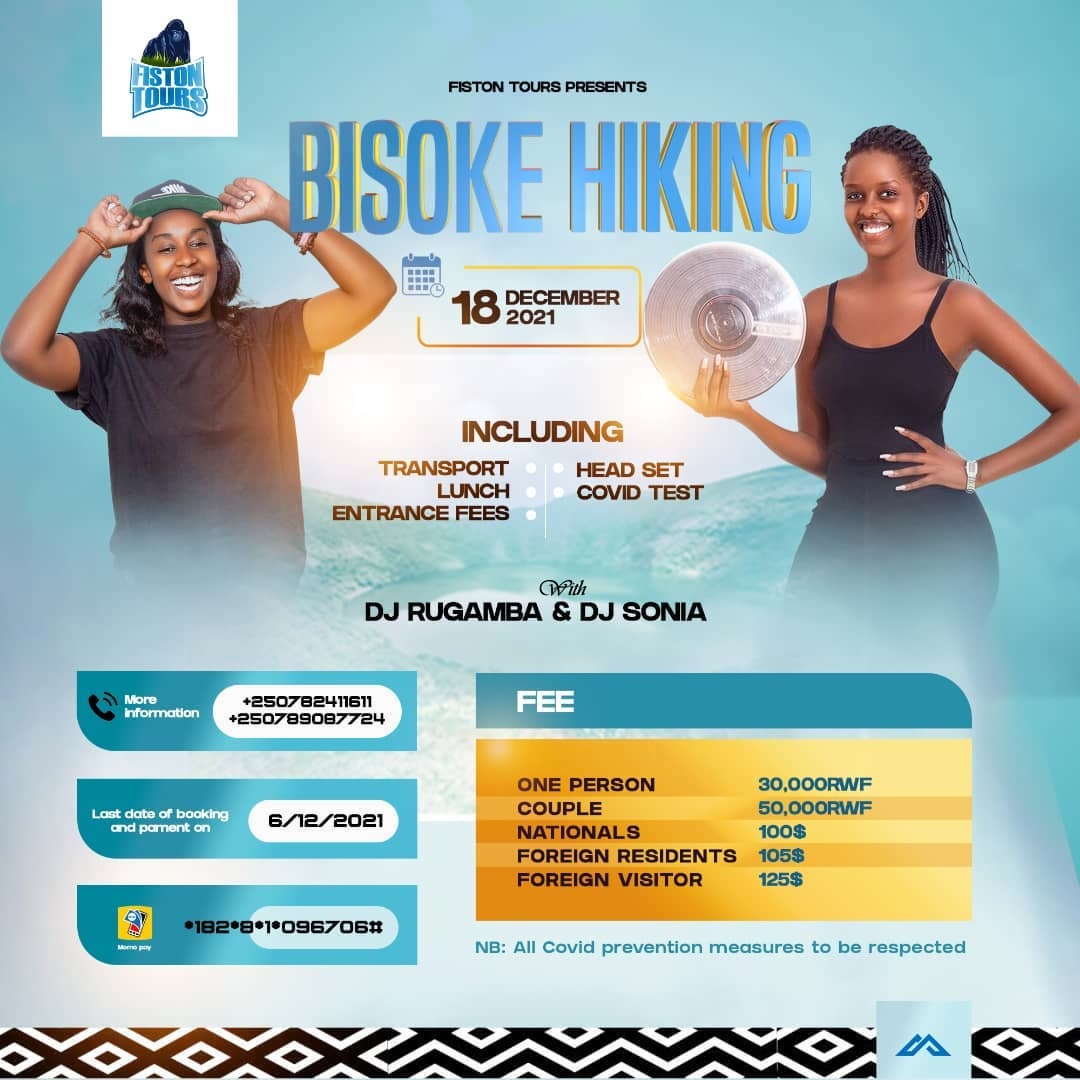 FISTON
TOURS
FISTON TOURS PRESENTS
BISOKE HIKING
18 DECEMBER
2021
INCLUDING
TRANSPORT
LUNCH
ENTRANCE FEES
HEAD SET
COVID TEST
With
DJ RUGAMBA & DJ SONIA
More
information
+250782411611
+250789087724
Last date of booking
and pament on
6/12/2021
Momo pay
*182*8*1*096706#
FEE
ONE PERSON 30,000RWF
COUPLE 50,000RWF
NATIONALS 100$
FOREIGN RESIDENTS 105$
FOREIGN VISITOR 125$
NB: All Covid prevention measures to be respected